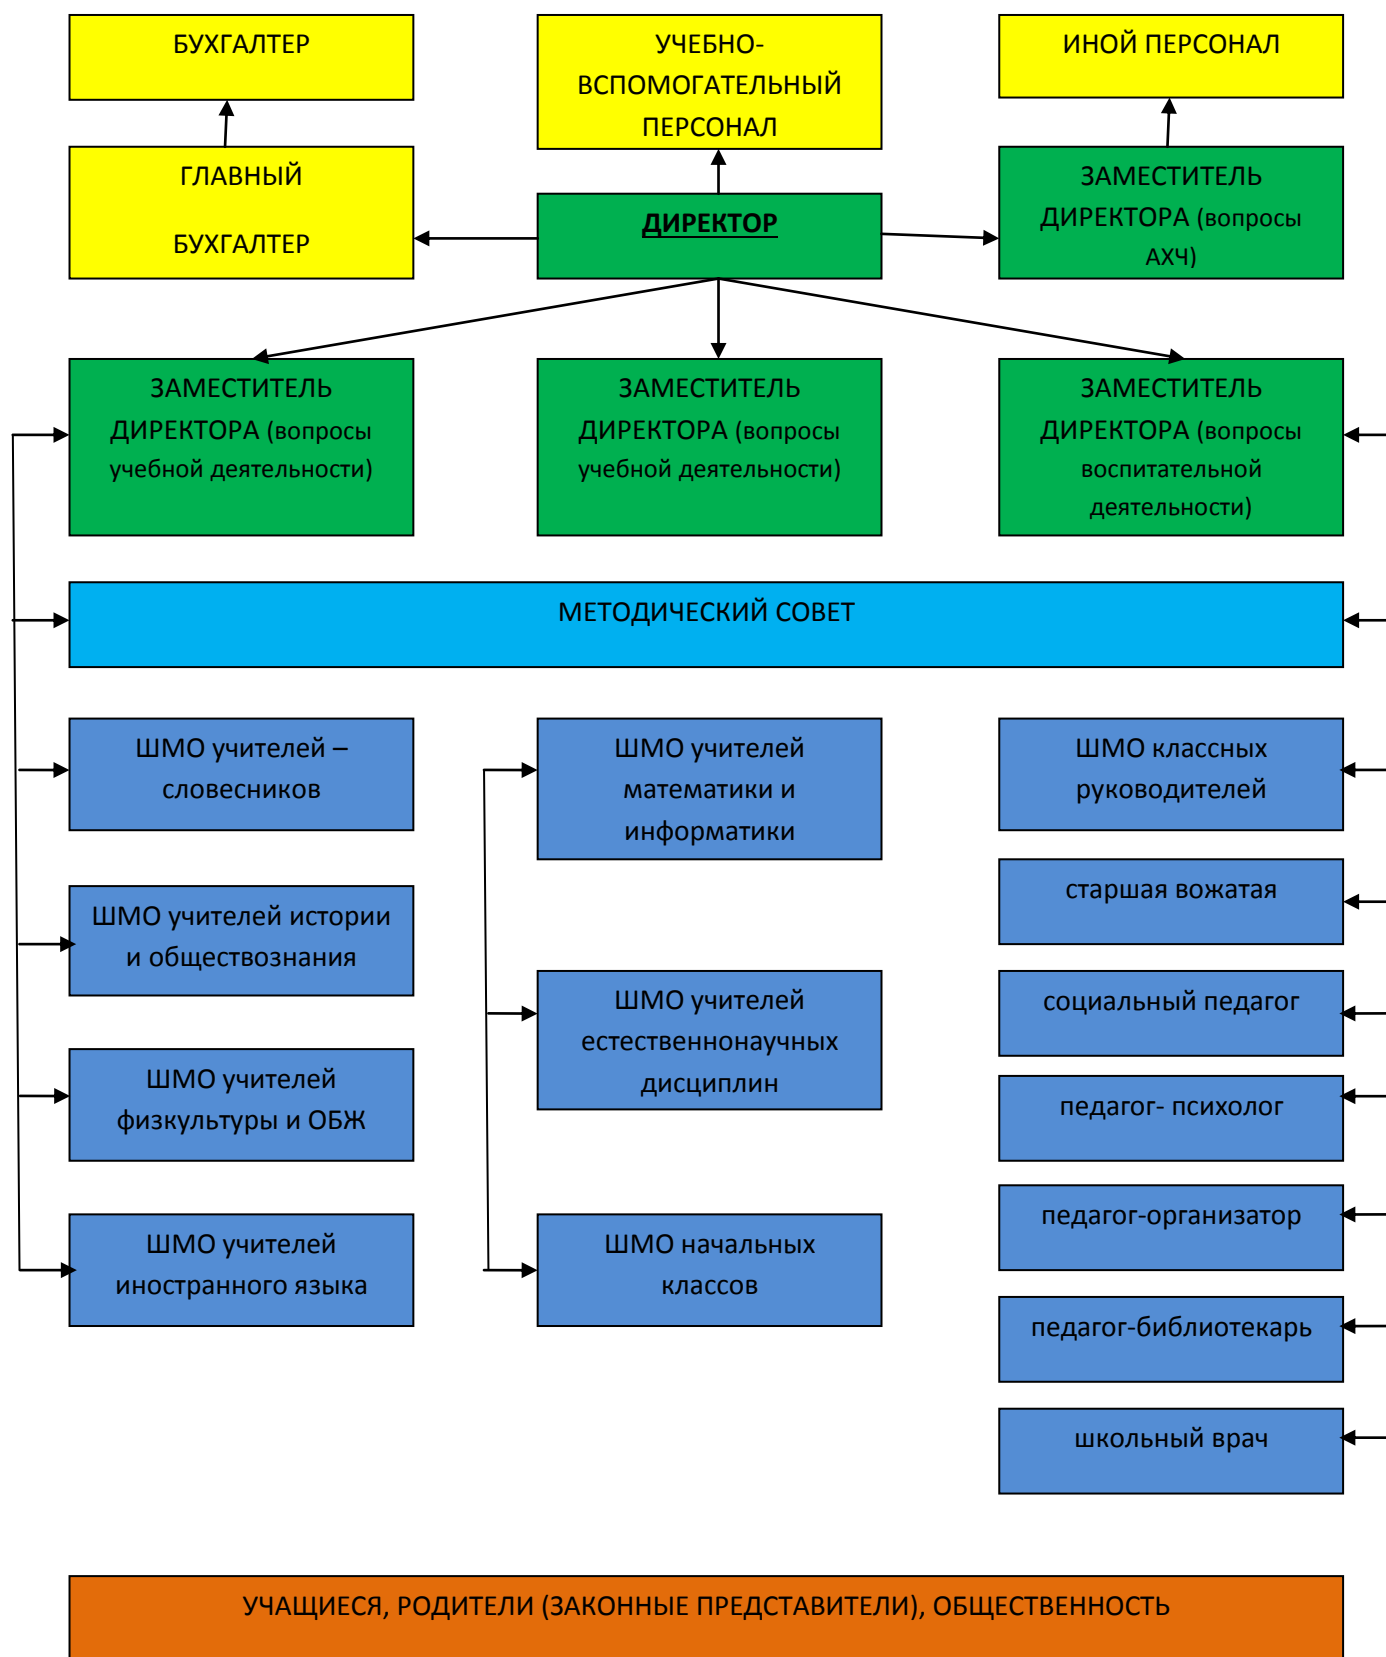 БУХГАЛТЕР
УЧЕБНО-
ВСПОМОГАТЕЛЬНЫЙ
ПЕРСОНАЛ
ИНОЙ ПЕРСОНАЛ
ГЛАВНЫЙ
БУХГАЛТЕР
ДИРЕКТОР
ЗАМЕСТИТЕЛЬ
ДИРЕКТОРА (вопросы
АХЧ)
ЗАМЕСТИТЕЛЬ
ДИРЕКТОРА (вопросы
учебной деятельности)
ЗАМЕСТИТЕЛЬ
ДИРЕКТОРА (вопросы
учебной деятельности)
ЗАМЕСТИТЕЛЬ
ДИРЕКТОРА (вопросы
воспитательной
деятельности)
МЕТОДИЧЕСКИЙ СОВЕТ
ШМО учителей –
словесников
ШМО учителей истории
и обществознания
ШМО учителей
физкультуры и ОБЖ
ШМО учителей
иностранного языка
ШМО учителей
математики и
информатики
ШМО учителей
естественнонаучных
дисциплин
ШМО начальных
классов
ШМО классных
руководителей
старшая вожатая
социальный педагог
педагог- психолог
педагог-организатор
педагог-библиотекарь
школьный врач
УЧАЩИЕСЯ, РОДИТЕЛИ (ЗАКОННЫЕ ПРЕДСТАВИТЕЛИ), ОБЩЕСТВЕННОСТЬ